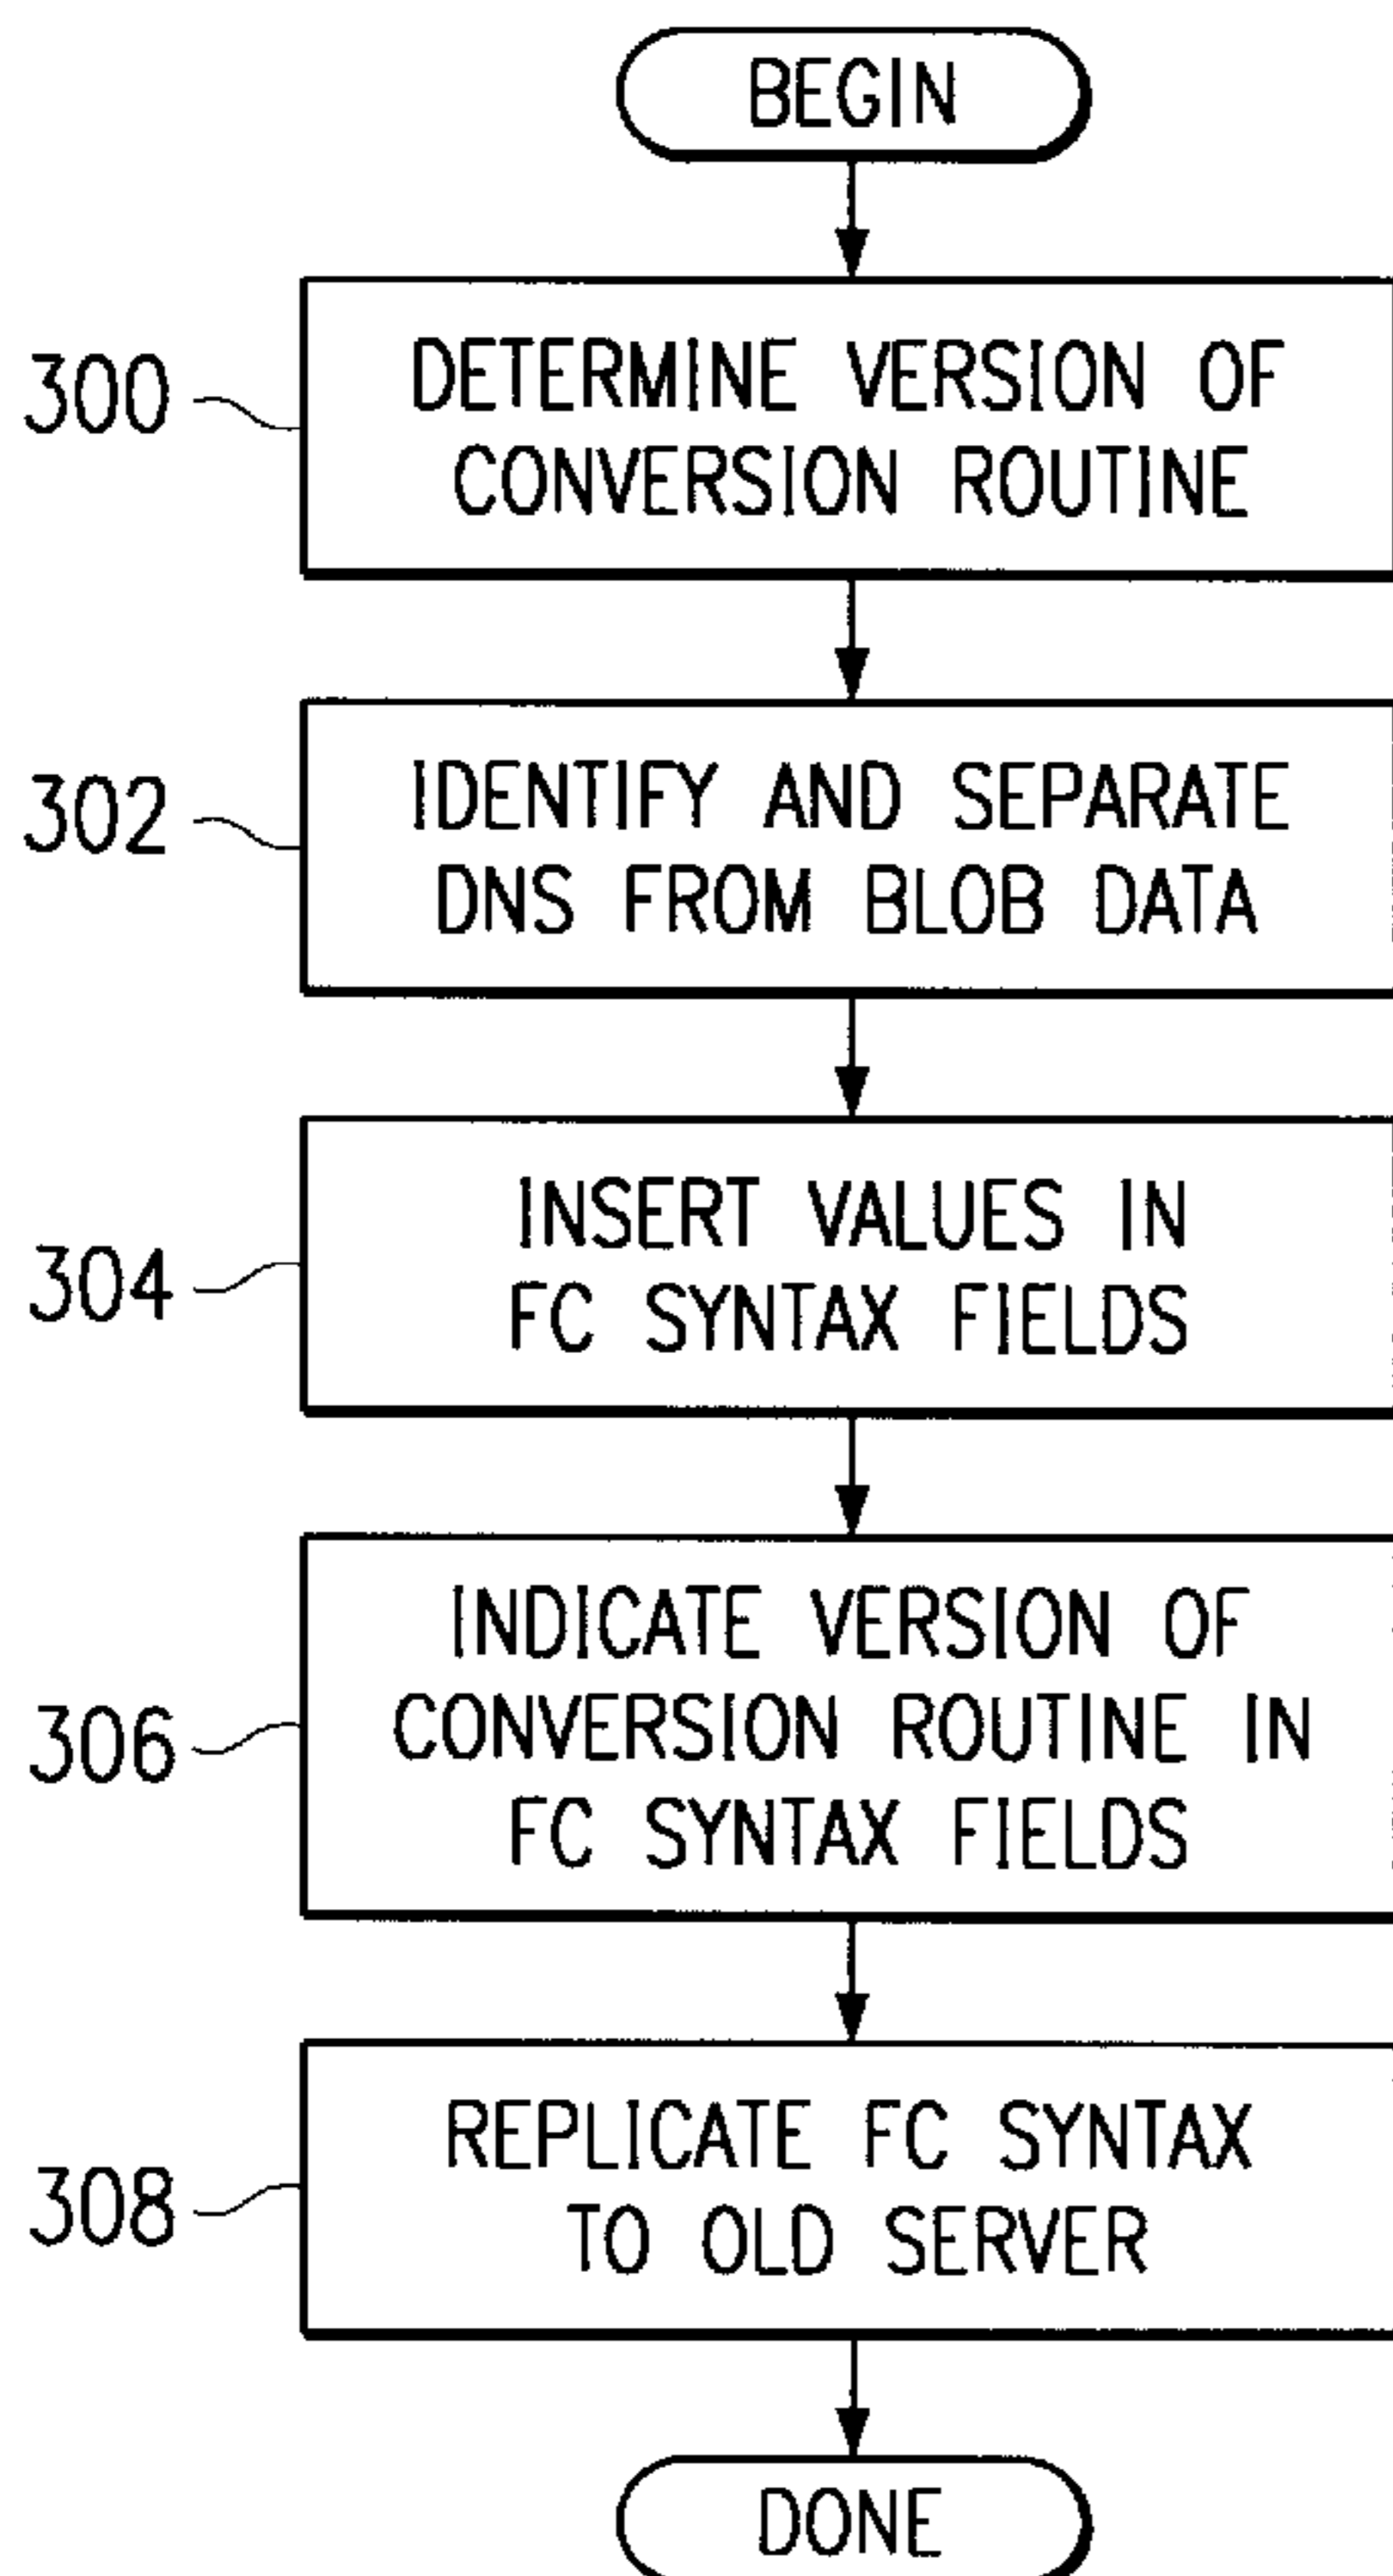 BEGIN
300
DETERMINE VERSION OF
CONVERSION ROUTINE
302
IDENTIFY AND SEPARATE
DNS FROM BLOB DATA
304
INSERT VALUES IN
FC SYNTAX FIELDS
306
INDICATE VERSION OF
CONVERSION ROUTINE IN
FC SYNTAX FIELDS
308
REPLICATE FC SYNTAX
TO OLD SERVER
DONE